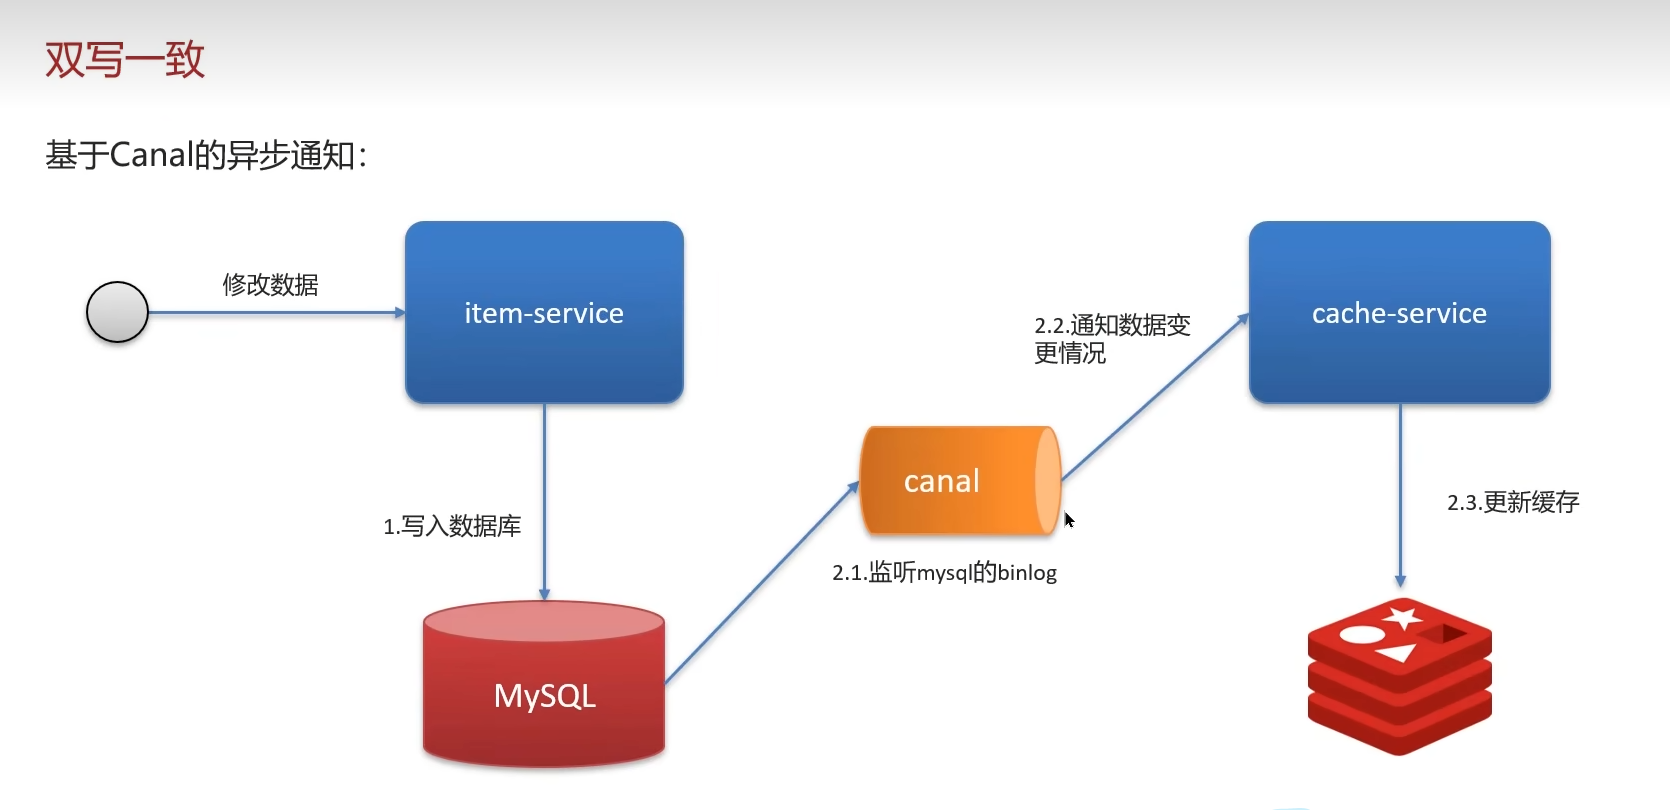 双写一致
基于Canal的异步通知：
修改数据
item-service
cache-service
2.2.通知数据变
更情况
canal
1.写入数据库
2.3.更新缓存
2.1.监听mysql的binlog
MySQL